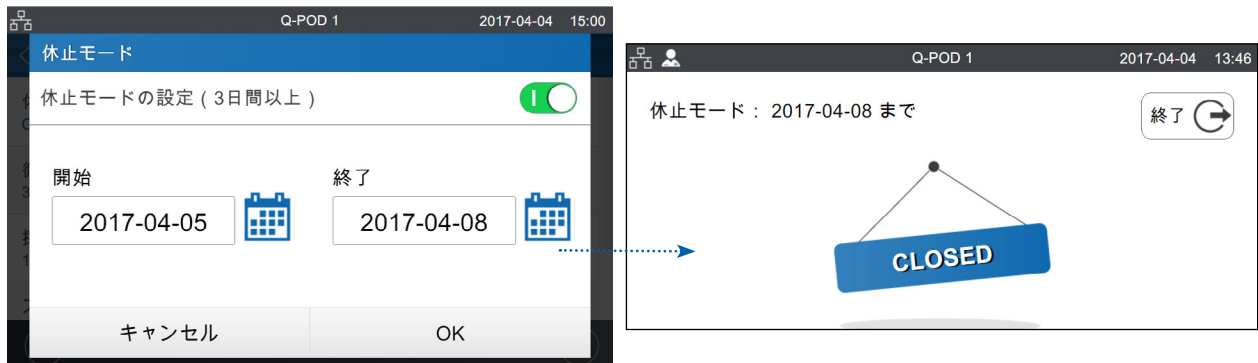 Q-POD 1 2017-04-04 15:00
休止モード
休止モードの設定 ( 3日間以上 )
開始 終了
2017-04-05 2017-04-08
キャンセル OK
Q-POD 1 2017-04-04 13:46
休止モード : 2017-04-08 まで
終了
CLOSED